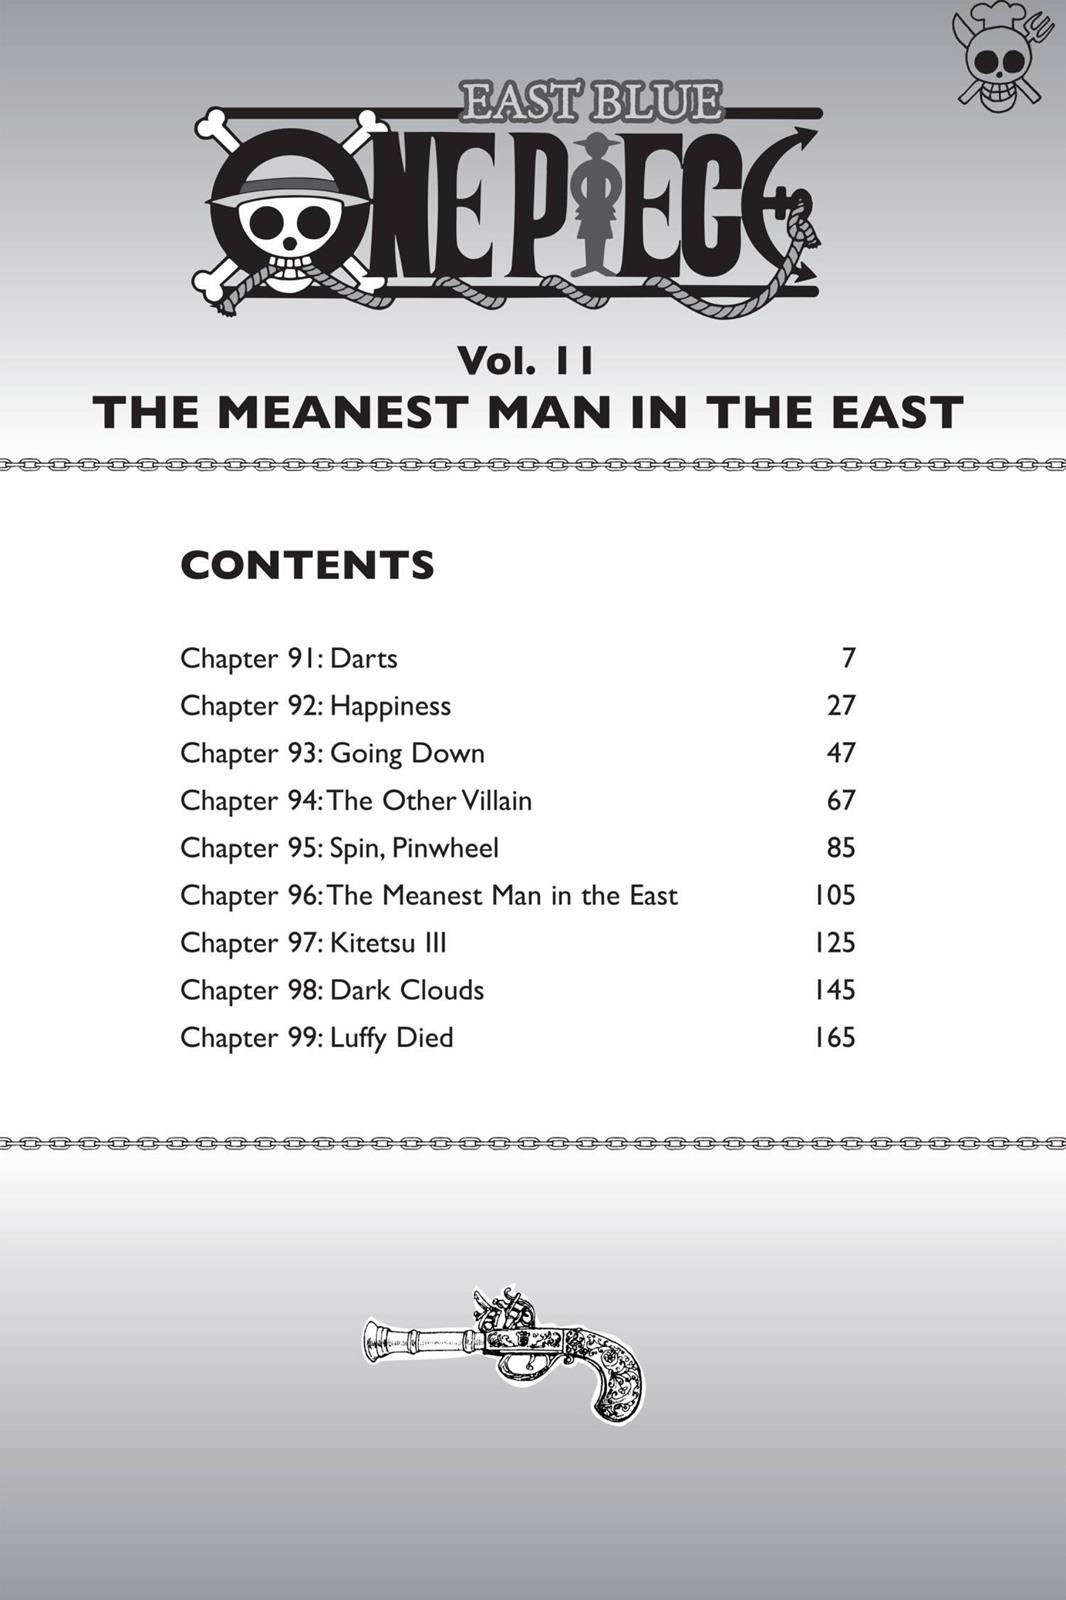 EAST BLUE
ONE PIECE
Vol. 11
THE MEANEST MAN IN THE EAST
CONTENTS
Chapter 91: Darts 7
Chapter 92: Happiness 27
Chapter 93: Going Down 47
Chapter 94: The Other Villain 67
Chapter 95: Spin, Pinwheel 85
Chapter 96: The Meanest Man in the East 105
Chapter 97: Kitetsu III 125
Chapter 98: Dark Clouds 145
Chapter 99: Luffy Died 165